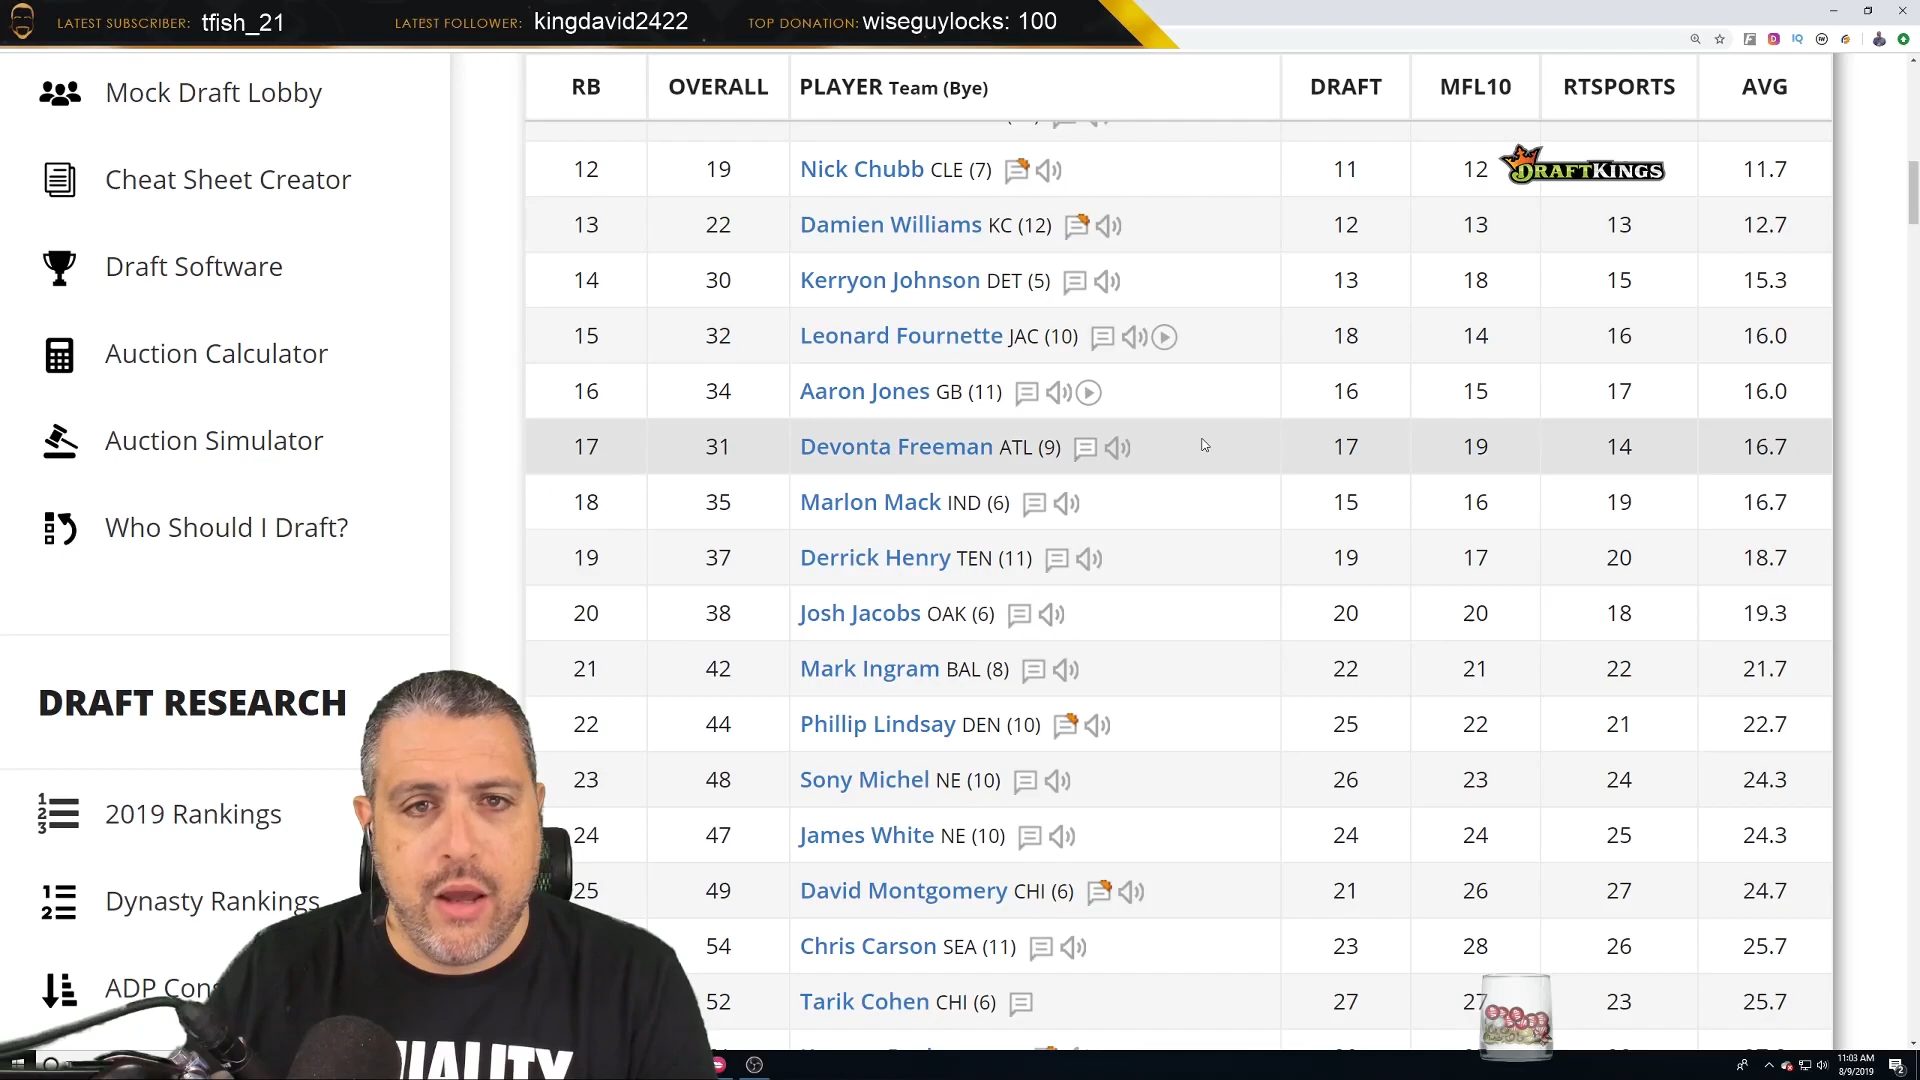 LATEST SUBSCRIBER: tfish_21 LATEST FOLLOWER: kingdavid2422 TOP DONATION: wiseguylocks: 100
Mock Draft Lobby
Cheat Sheet Creator
Draft Software
Auction Calculator
Auction Simulator
Who Should I Draft?
DRAFT RESEARCH
2019 Rankings
Dynasty Rankings
ADP Con
RB OVERALL PLAYER Team (Bye) DRAFT MFL10 RTSPORTS AVG
12 19 Nick Chubb CLE (7) 11 12 DRAFTKINGS 11.7
13 22 Damien Williams KC (12) 12 13 13 12.7
14 30 Kerryon Johnson DET (5) 13 18 15 15.3
15 32 Leonard Fournette JAC (10) 18 14 16 16.0
16 34 Aaron Jones GB (11) 16 15 17 16.0
17 31 Devonta Freeman ATL (9) 17 19 14 16.7
18 35 Marlon Mack IND (6) 15 16 19 16.7
19 37 Derrick Henry TEN (11) 19 17 20 18.7
20 38 Josh Jacobs OAK (6) 20 20 18 19.3
21 42 Mark Ingram BAL (8) 22 21 22 21.7
22 44 Phillip Lindsay DEN (10) 25 22 21 22.7
23 48 Sony Michel NE (10) 26 23 24 24.3
24 47 James White NE (10) 24 24 25 24.3
25 49 David Montgomery CHI (6) 21 26 27 24.7
54 Chris Carson SEA (11) 23 28 26 25.7
52 Tarik Cohen CHI (6) 27 27 23 25.7
UALITY
11:03 AM
8/9/2019